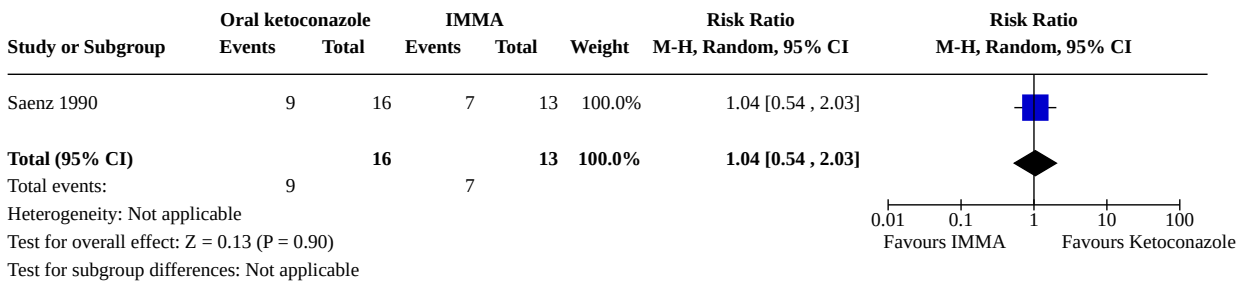 Oral ketoconazole IMMA Risk Ratio Risk Ratio
Study or Subgroup Events Total Events Total Weight M-H, Random, 95% CI M-H, Random, 95% CI
Saenz 1990 9 16 7 13 100.0% 1.04 [0.54 , 2.03]
Total (95% CI) 16 13 100.0% 1.04 [0.54 , 2.03]
Total events: 9 7
Heterogeneity: Not applicable
0.01 0.1 1 10 100
Test for overall effect: Z = 0.13 (P = 0.90)
Favours IMMA Favours Ketoconazole
Test for subgroup differences: Not applicable